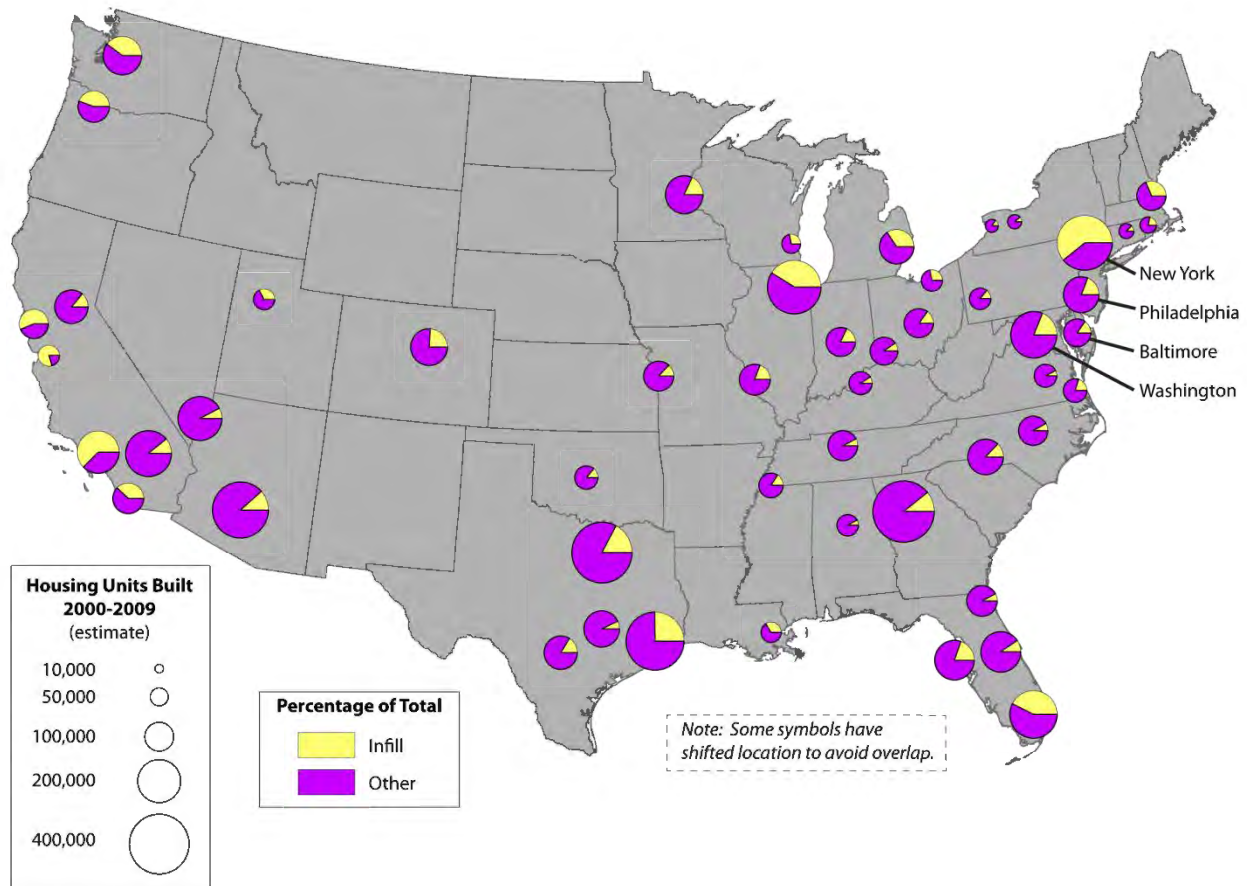 New York
Philadelphia
Baltimore
Washington
Housing Units Built
2000-2009
(estimate)
10,000
50,000
100,000
200,000
400,000
Percentage of Total
Infill
Other
Note: Some symbols have
shifted location to avoid overlap.